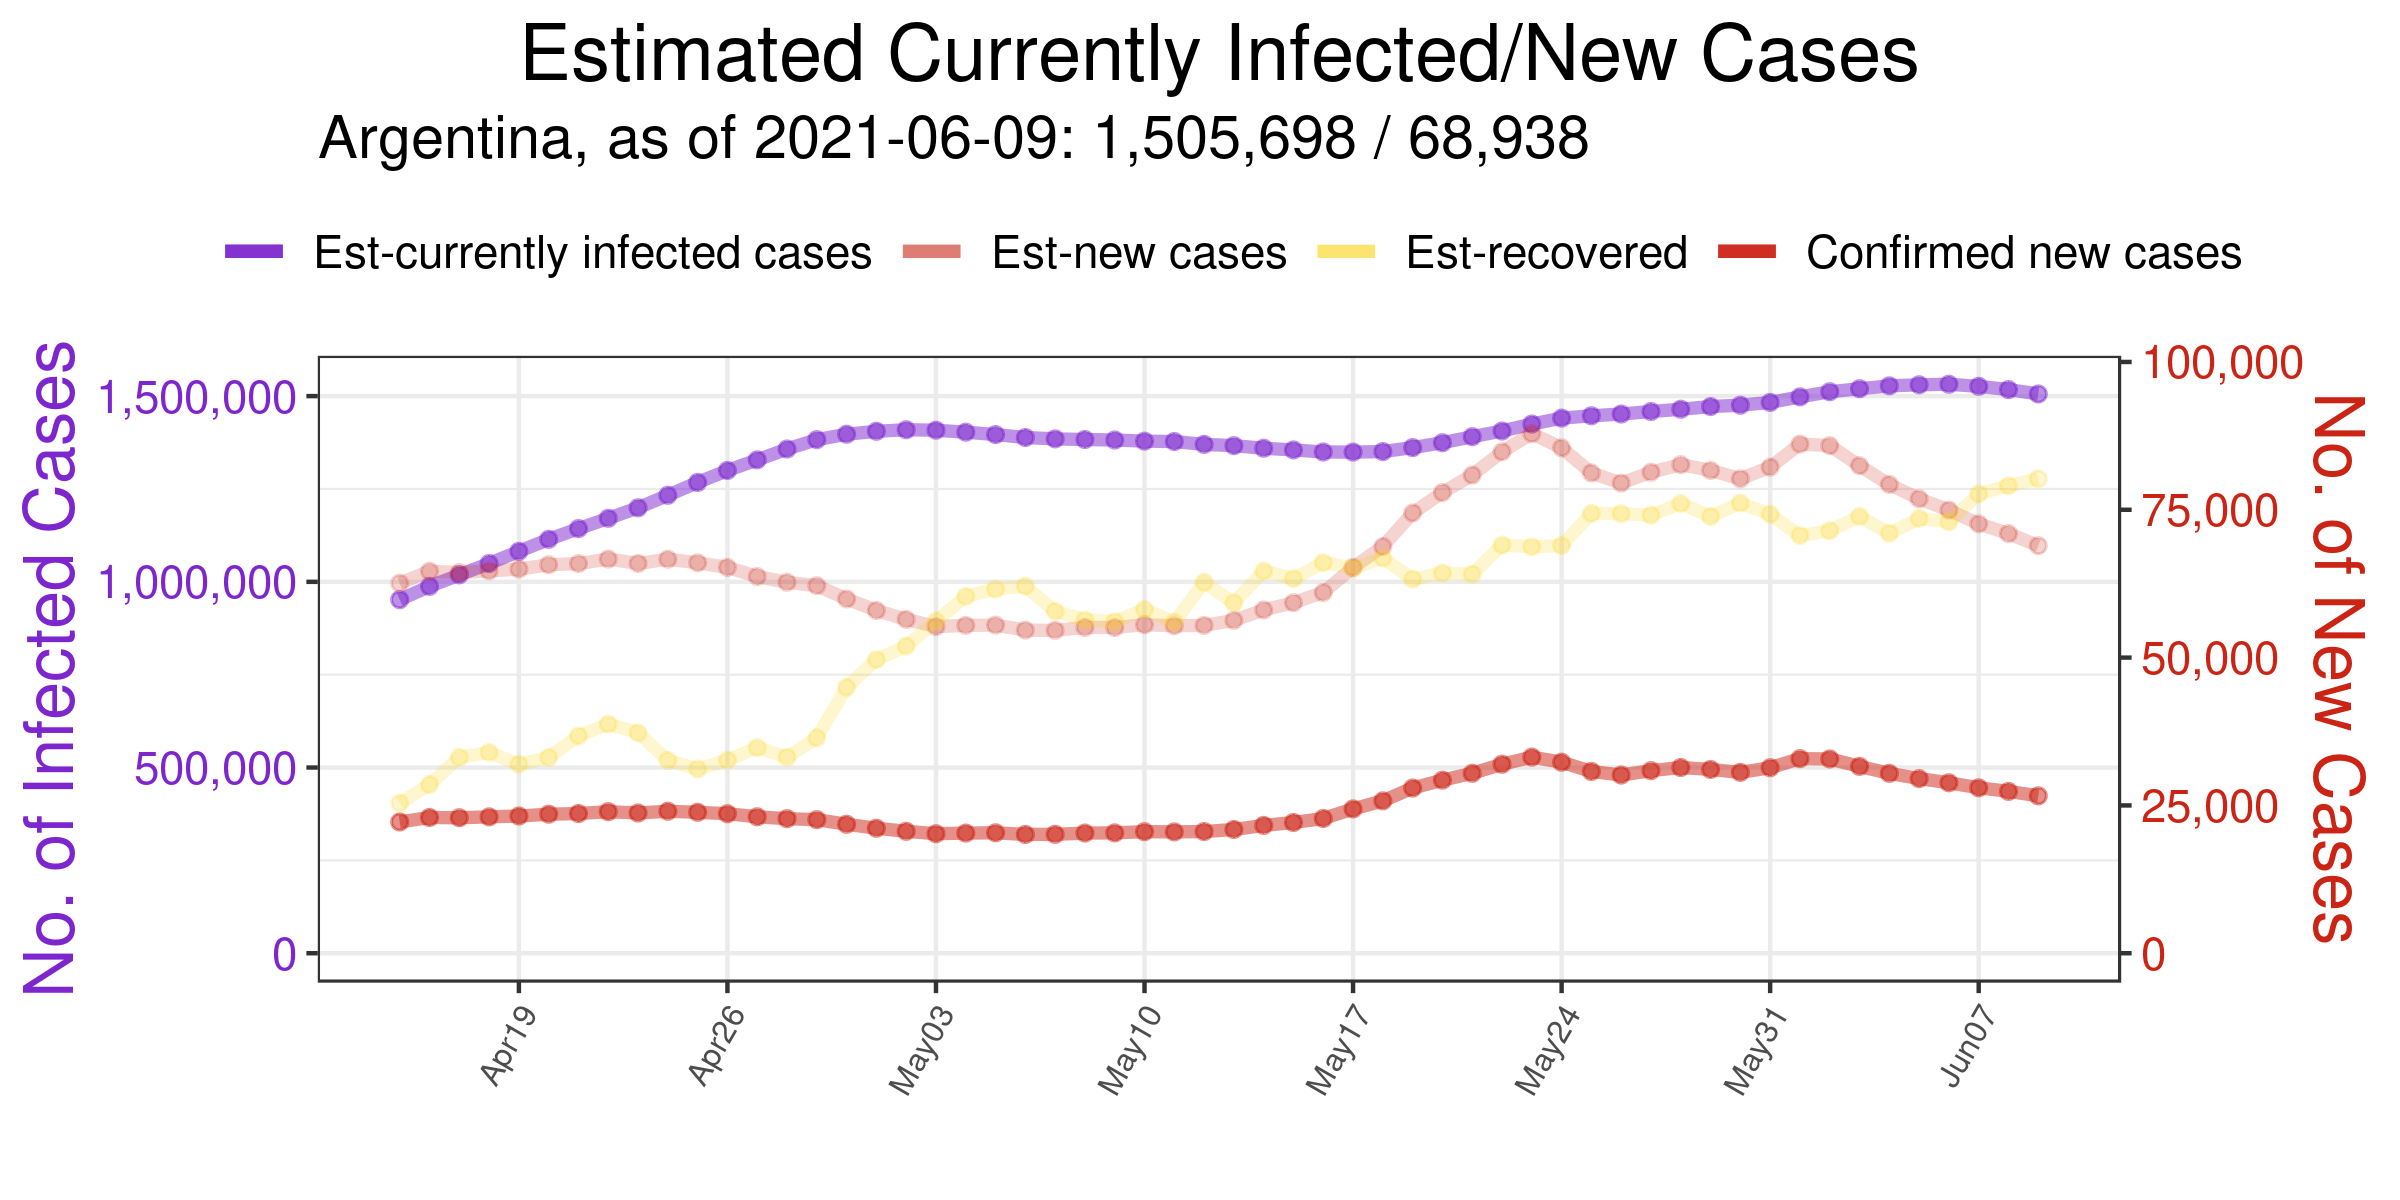 Estimated Currently Infected/New Cases
Argentina, as of 2021-06-09: 1,505,698 / 68,938
Est-currently infected cases Est-new cases Est-recovered Confirmed new cases
No. of Infected Cases
1,500,000
1,000,000
500,000
0
100,000
75,000
50,000
25,000
0
No. of New Cases
Apr19 Apr26 May03 May10 May17 May24 May31 Jun07